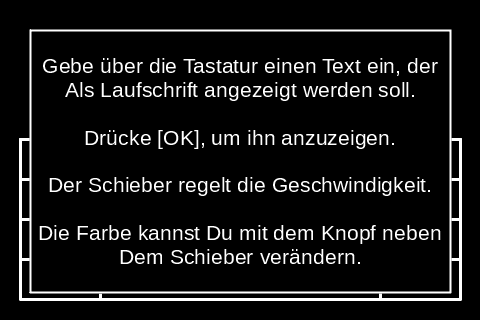 Gebe über die Tastatur einen Text ein, der
Als Laufschrift angezeigt werden soll.
Drücke [OK], um ihn anzuzeigen.
Der Schieber regelt die Geschwindigkeit.
Die Farbe kannst Du mit dem Knopf neben
Dem Schieber verändern.